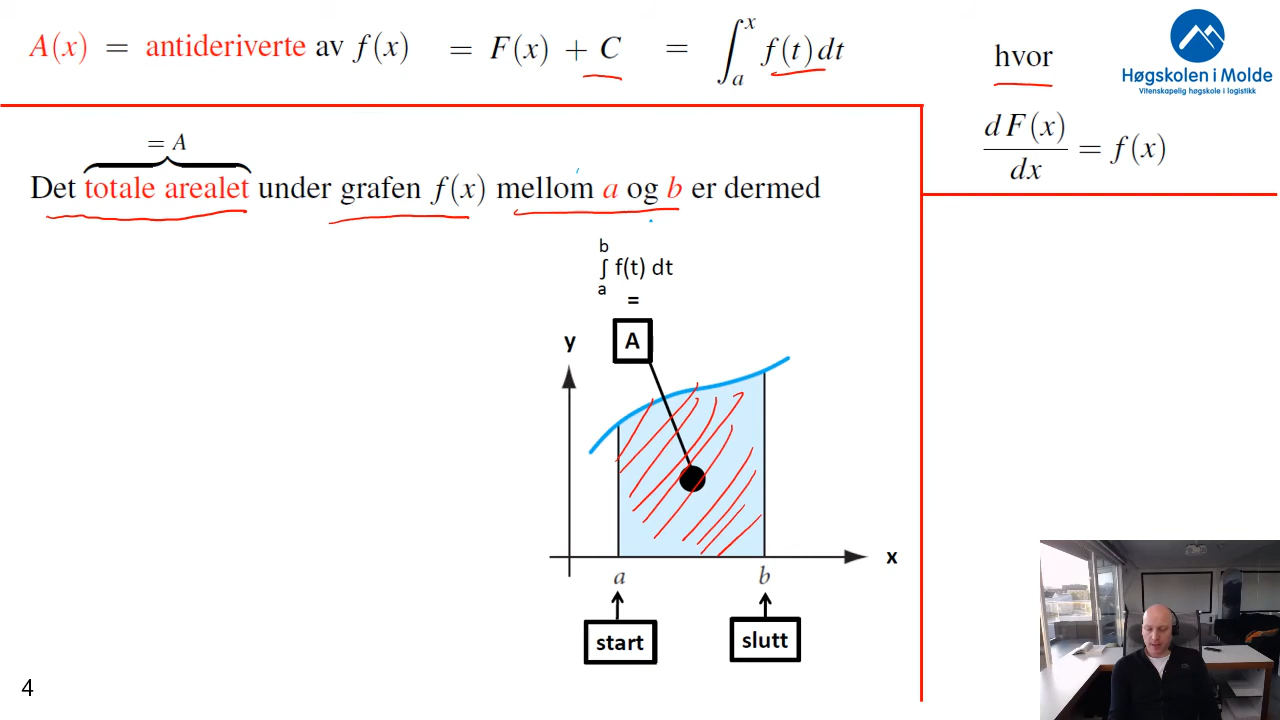 A(x) = antideriverte av f(x) = F(x) + C = ∫_a^x f(t) dt
hvor
Høgskolen i Molde
Vitenskapelig høgskole i logistikk
dF(x)/dx = f(x)
= A
Det totale arealet under grafen f(x) mellom a og b er dermed
b
∫ f(t) dt
a
=
A
y
x
a b
start slutt
4